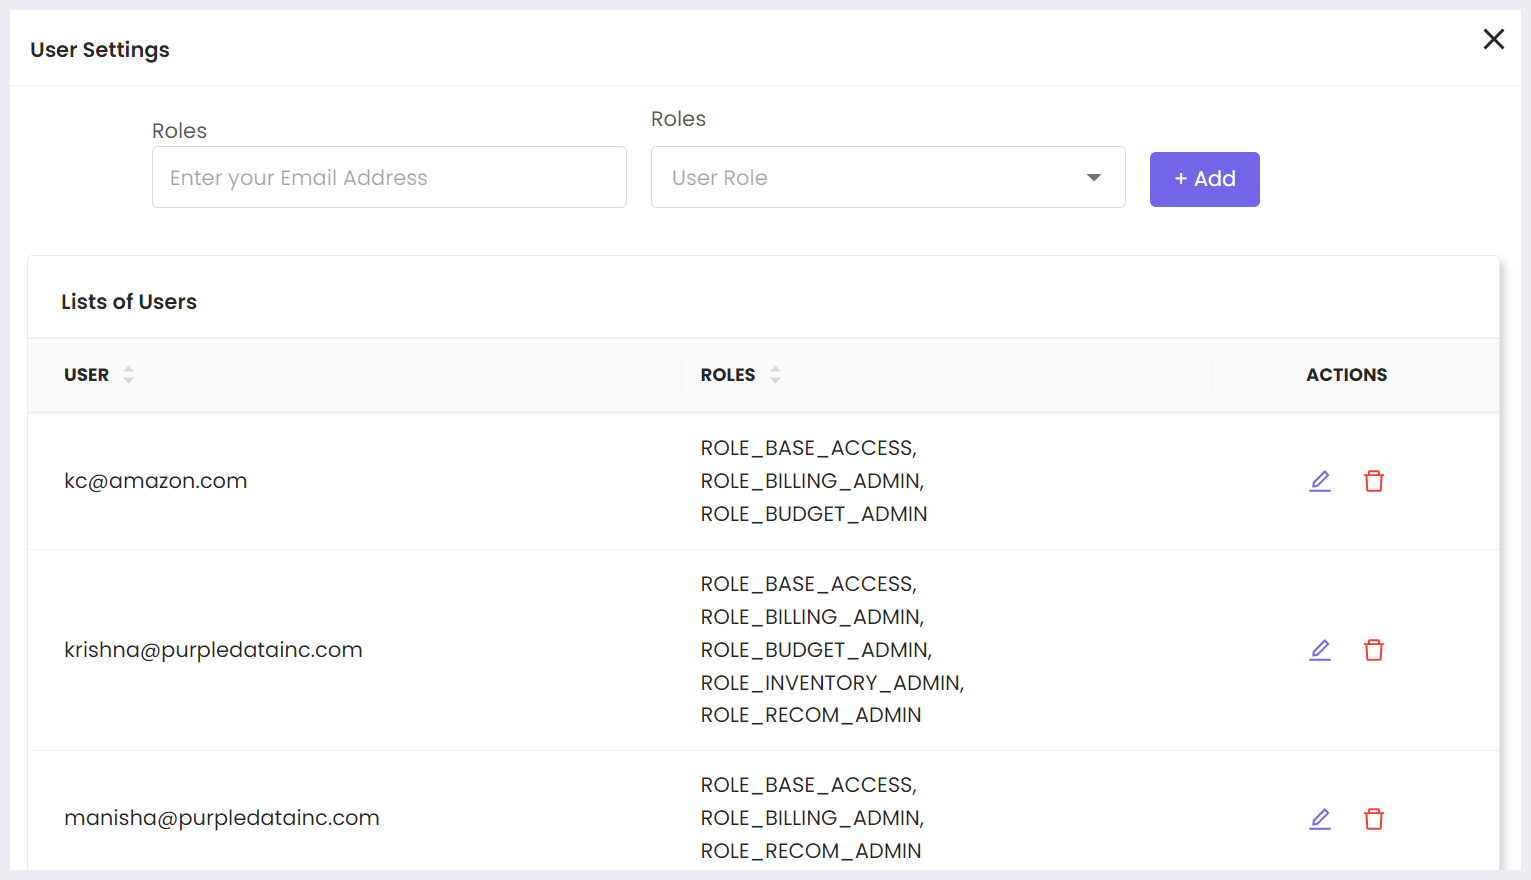 User Settings
Roles
Roles
Enter your Email Address
User Role
+ Add
Lists of Users
USER
ROLES
ACTIONS
kc@amazon.com
ROLE_BASE_ACCESS,
ROLE_BILLING_ADMIN,
ROLE_BUDGET_ADMIN
krishna@purpledatainc.com
ROLE_BASE_ACCESS,
ROLE_BILLING_ADMIN,
ROLE_BUDGET_ADMIN,
ROLE_INVENTORY_ADMIN,
ROLE_RECOM_ADMIN
manisha@purpledatainc.com
ROLE_BASE_ACCESS,
ROLE_BILLING_ADMIN,
ROLE_RECOM_ADMIN